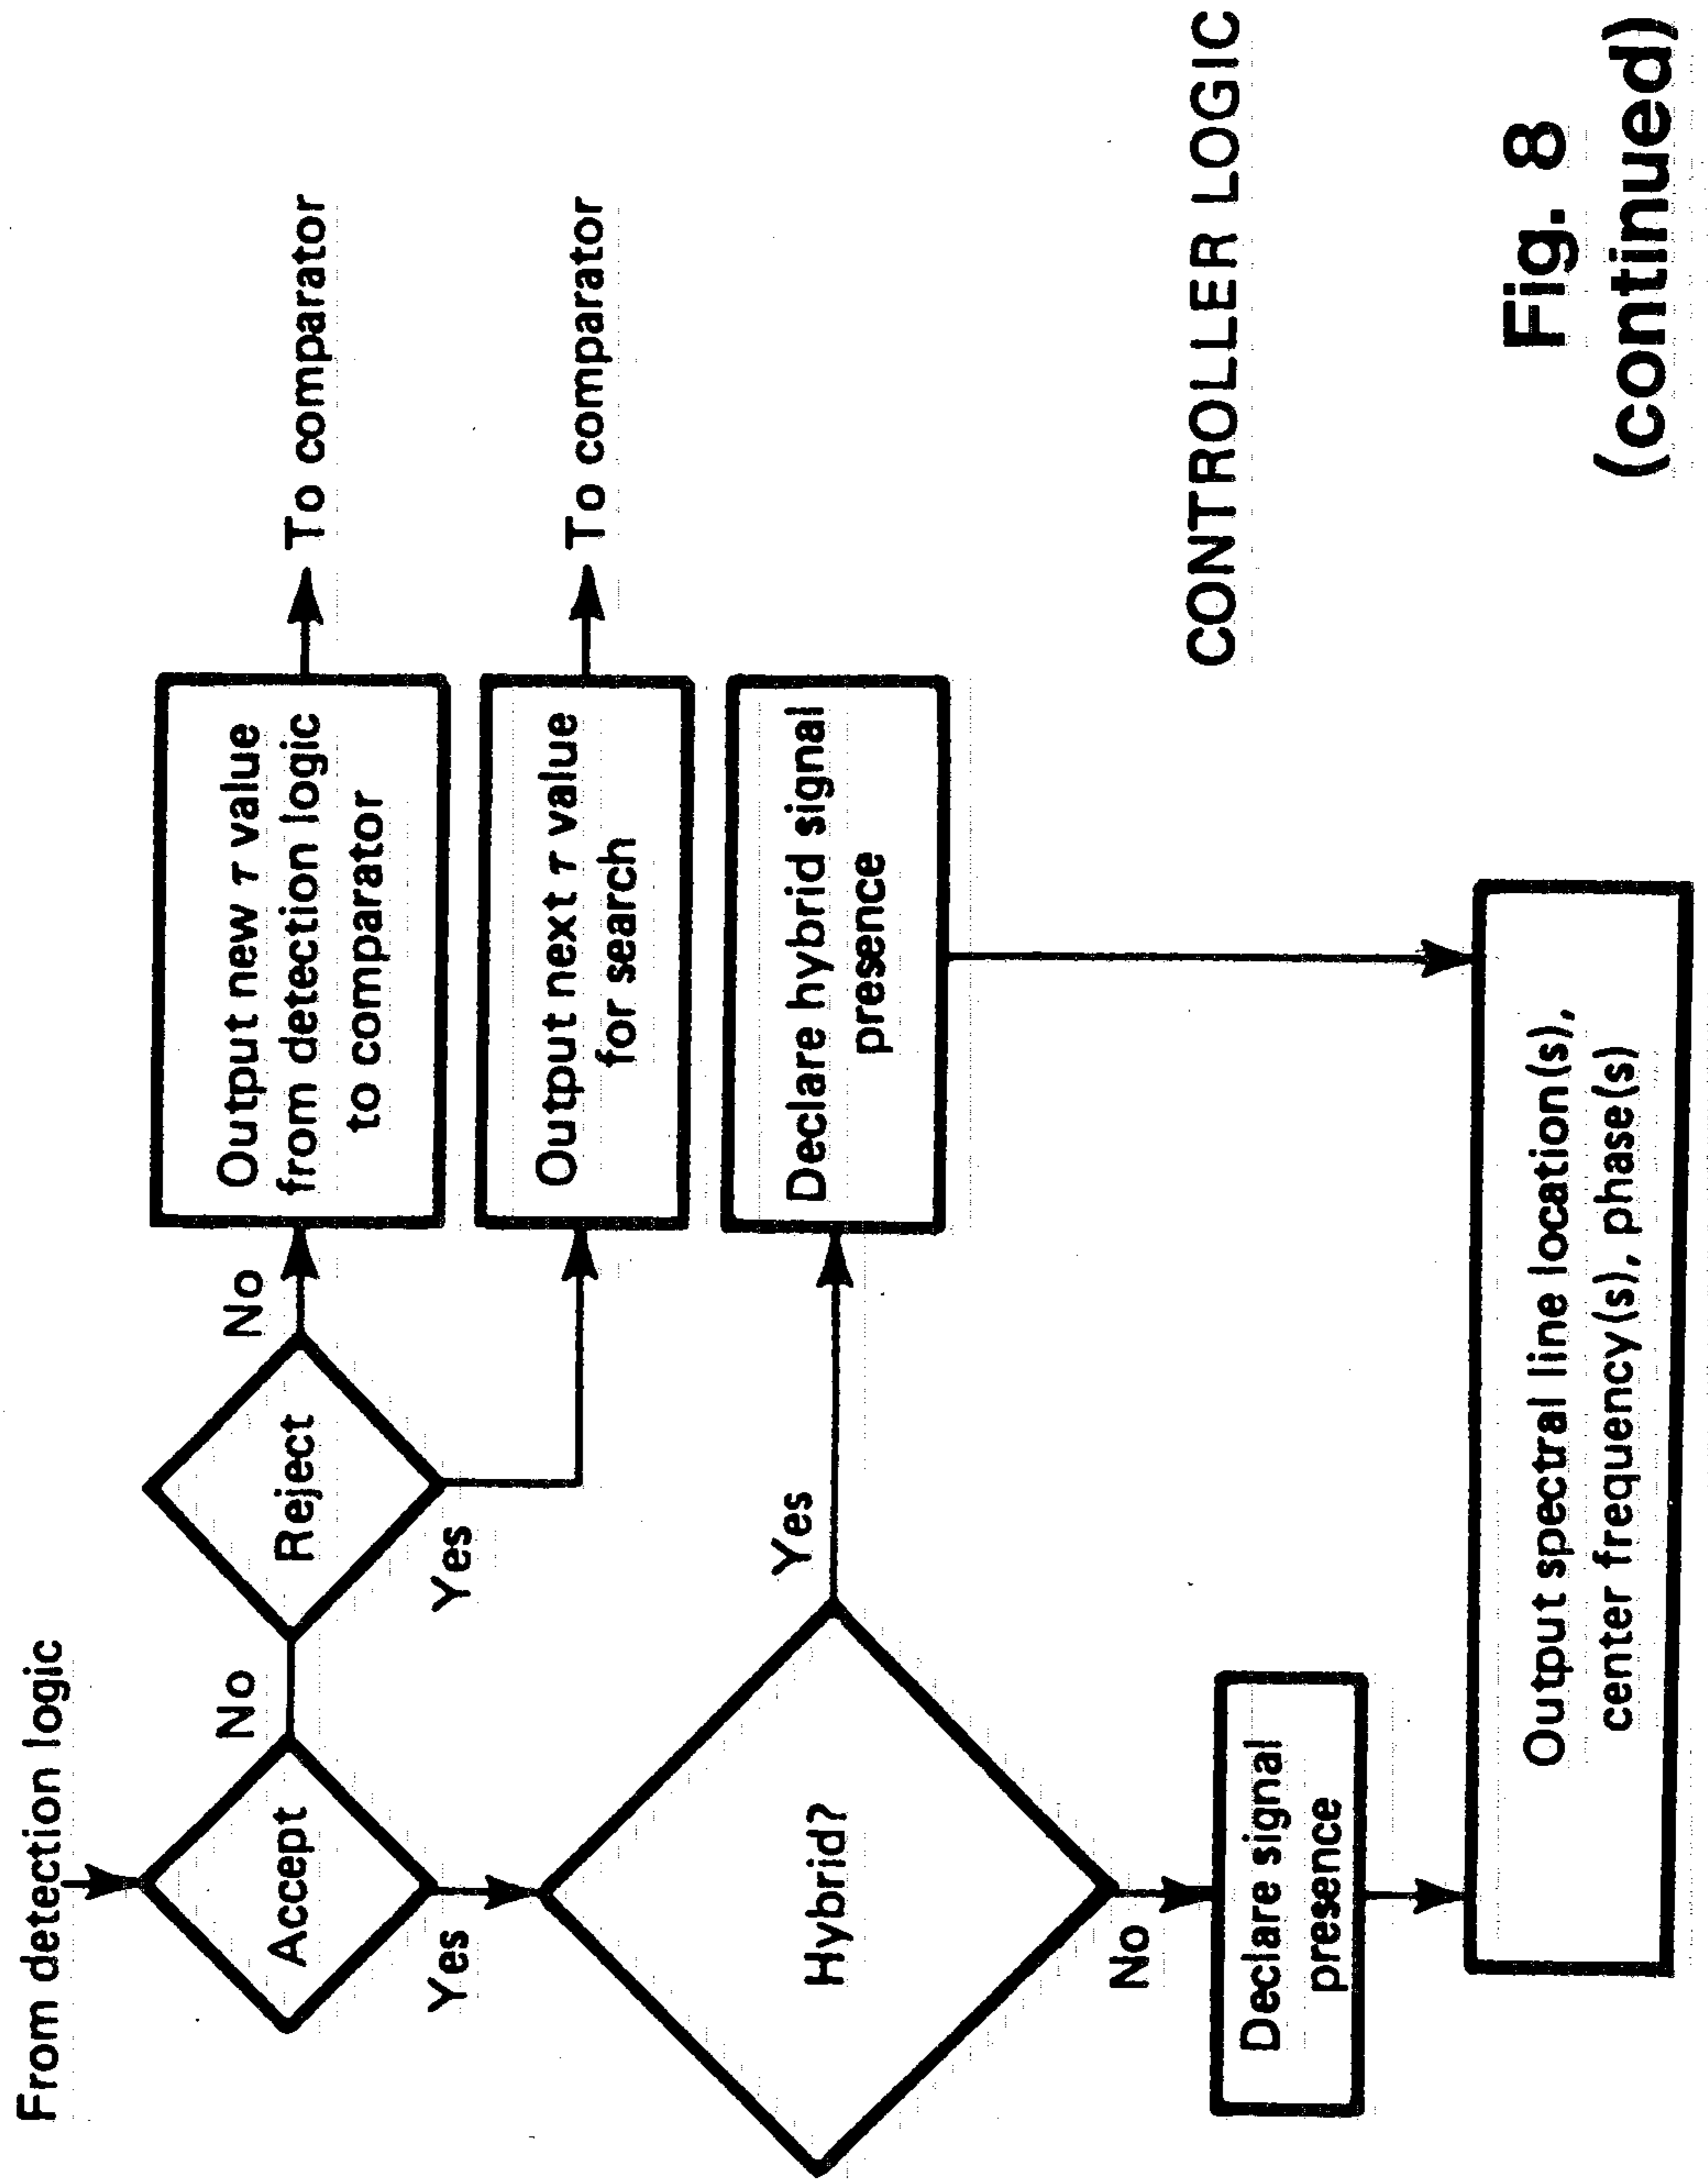 From detection logic
Accept
No
Reject
No
Output new τ value
from detection logic
to comparator
To comparator
Yes
Yes
Output next τ value
for search
To comparator
Hybrid?
Yes
Declare hybrid signal
presence
No
Declare signal
presence
Output spectral line location(s),
center frequency(s), phase(s)
CONTROLLER LOGIC
Fig. 8
(continued)